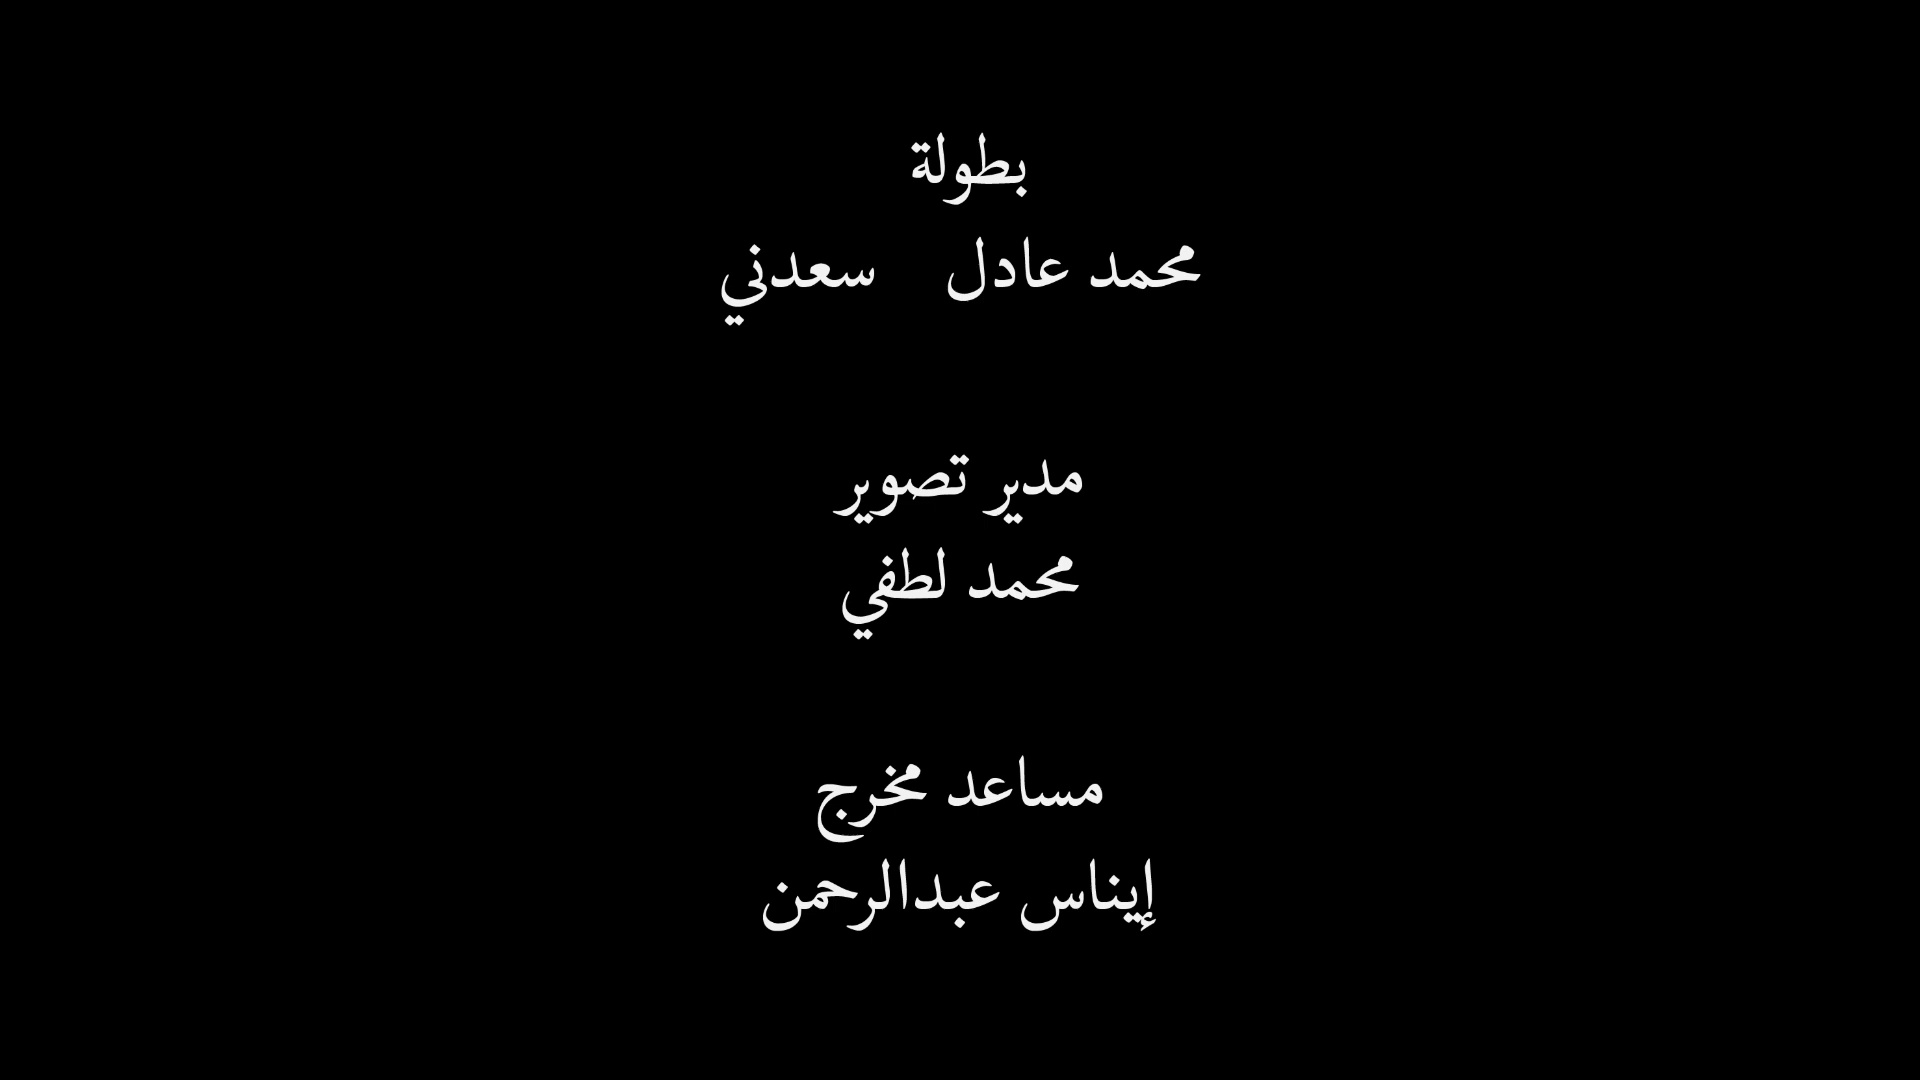 بطولة
محمد عادل    سعدني
مدير تصوير
محمد لطفي
مساعد مخرج
إيناس عبدالرحمن